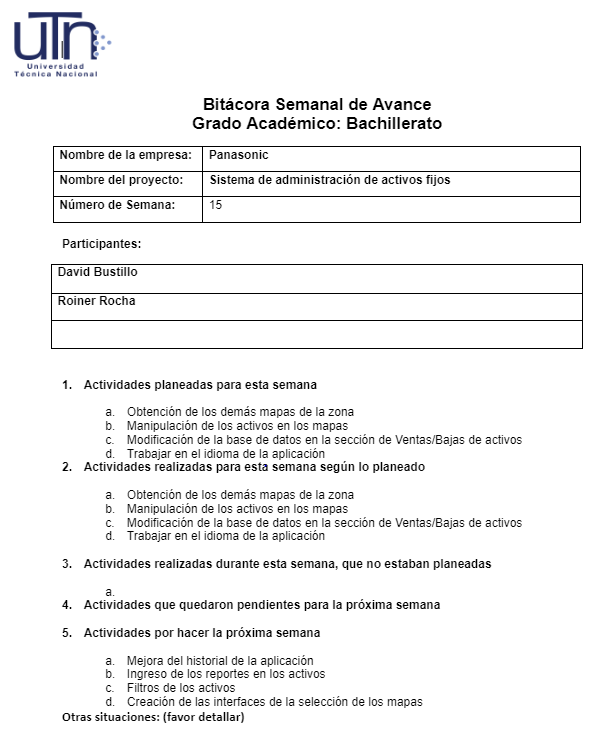 UTN
Universidad
Técnica Nacional
Bitácora Semanal de Avance
Grado Académico: Bachillerato
Nombre de la empresa: Panasonic
Nombre del proyecto: Sistema de administración de activos fijos
Número de Semana: 15
Participantes:
David Bustillo
Roiner Rocha
1. Actividades planeadas para esta semana
a. Obtención de los demás mapas de la zona
b. Manipulación de los activos en los mapas
c. Modificación de la base de datos en la sección de Ventas/Bajas de activos
d. Trabajar en el idioma de la aplicación
2. Actividades realizadas para esta semana según lo planeado
a. Obtención de los demás mapas de la zona
b. Manipulación de los activos en los mapas
c. Modificación de la base de datos en la sección de Ventas/Bajas de activos
d. Trabajar en el idioma de la aplicación
3. Actividades realizadas durante esta semana, que no estaban planeadas
a.
4. Actividades que quedaron pendientes para la próxima semana
5. Actividades por hacer la próxima semana
a. Mejora del historial de la aplicación
b. Ingreso de los reportes en los activos
c. Filtros de los activos
d. Creación de las interfaces de la selección de los mapas
Otras situaciones: (favor detallar)